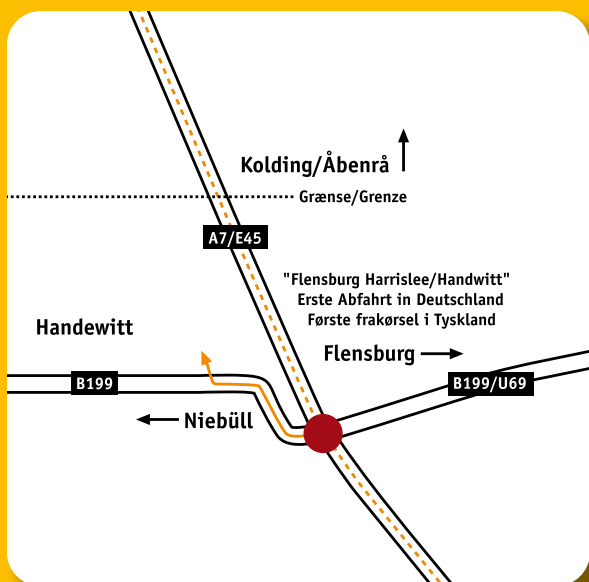 Kolding/Åbenrå
Grænse/Grenze
A7/E45
"Flensburg Harrislee/Handwitt"
Erste Abfahrt in Deutschland
Første frakørsel i Tyskland
Handewitt
Flensburg
B199
B199/U69
Niebüll